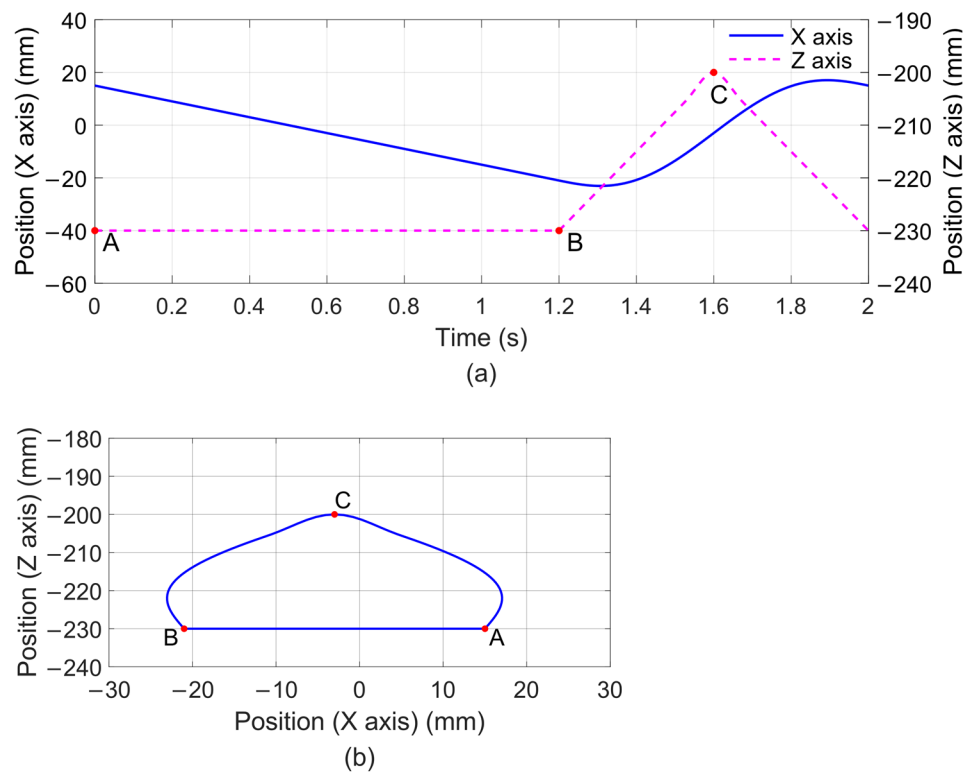 40
20
0
−20
−40
−60
Position (X axis) (mm)
−190
−200
−210
−220
−230
−240
Position (Z axis) (mm)
X axis
Z axis
A
B
C
0 0.2 0.4 0.6 0.8 1 1.2 1.4 1.6 1.8 2
Time (s)
(a)
−180
−190
−200
−210
−220
−230
−240
Position (Z axis) (mm)
C
B
A
−30 −20 −10 0 10 20 30
Position (X axis) (mm)
(b)